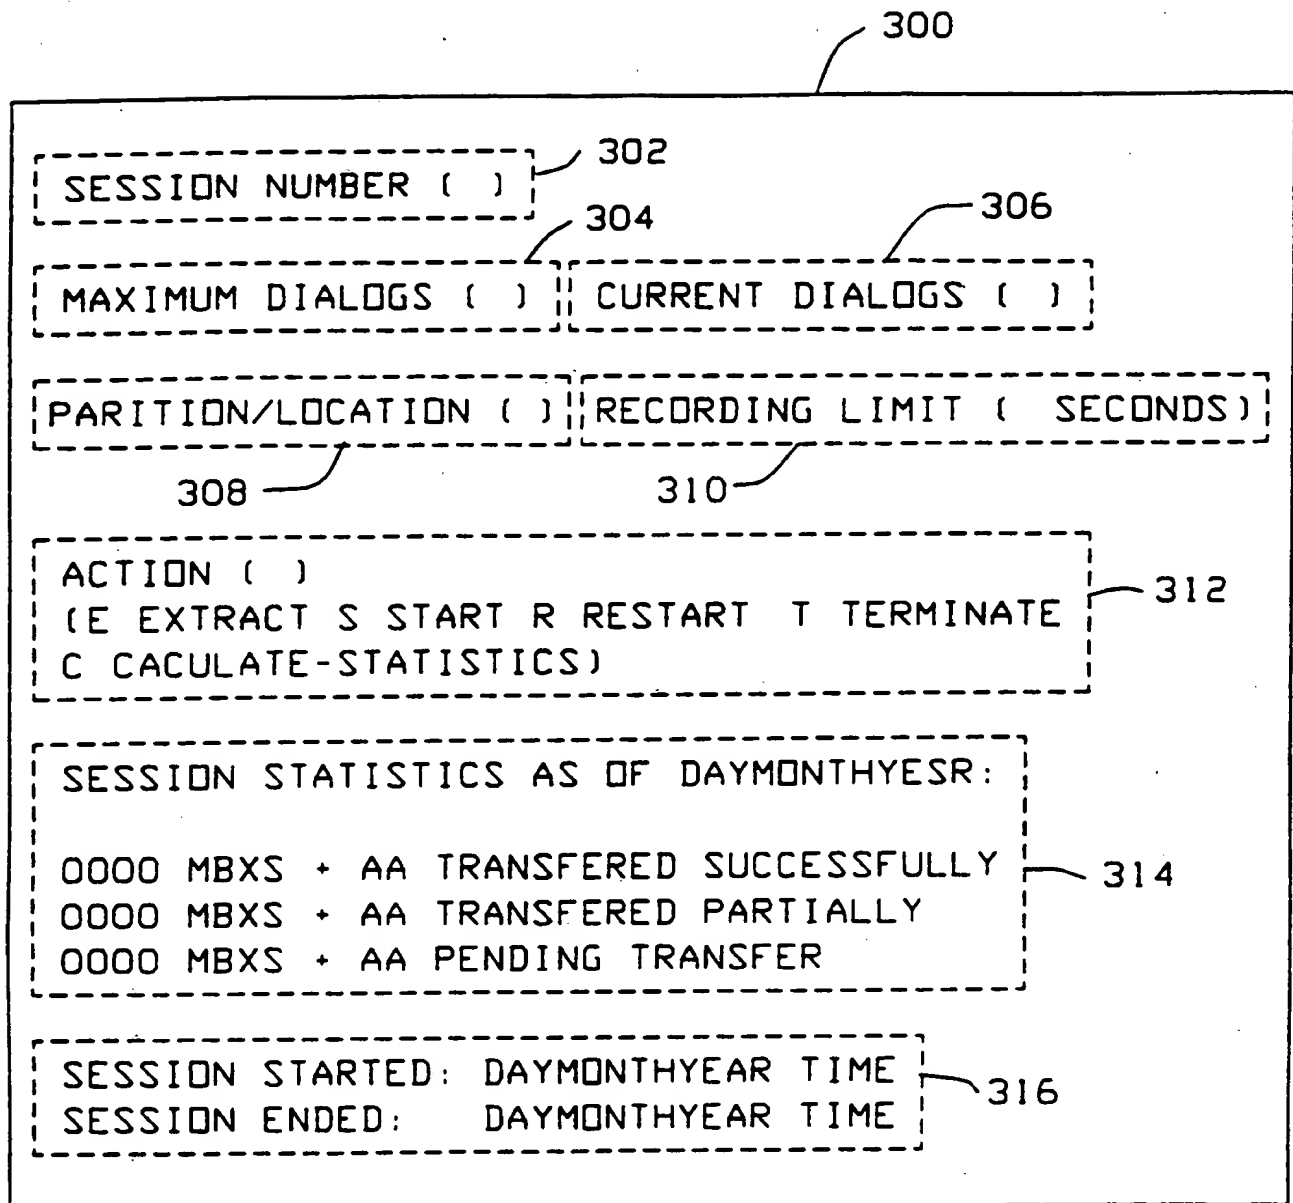 300
SESSION NUMBER ( )
302
304
306
MAXIMUM DIALOGS ( )
CURRENT DIALOGS ( )
PARITION/LOCATION ( )
RECORDING LIMIT ( SECONDS)
308
310
ACTION ( )
(E EXTRACT S START R RESTART T TERMINATE
C CACULATE-STATISTICS)
312
SESSION STATISTICS AS OF DAYMONTHYESR:
0000 MBXS + AA TRANSFERED SUCCESSFULLY
0000 MBXS + AA TRANSFERED PARTIALLY
0000 MBXS + AA PENDING TRANSFER
314
SESSION STARTED: DAYMONTHYEAR TIME
SESSION ENDED: DAYMONTHYEAR TIME
316